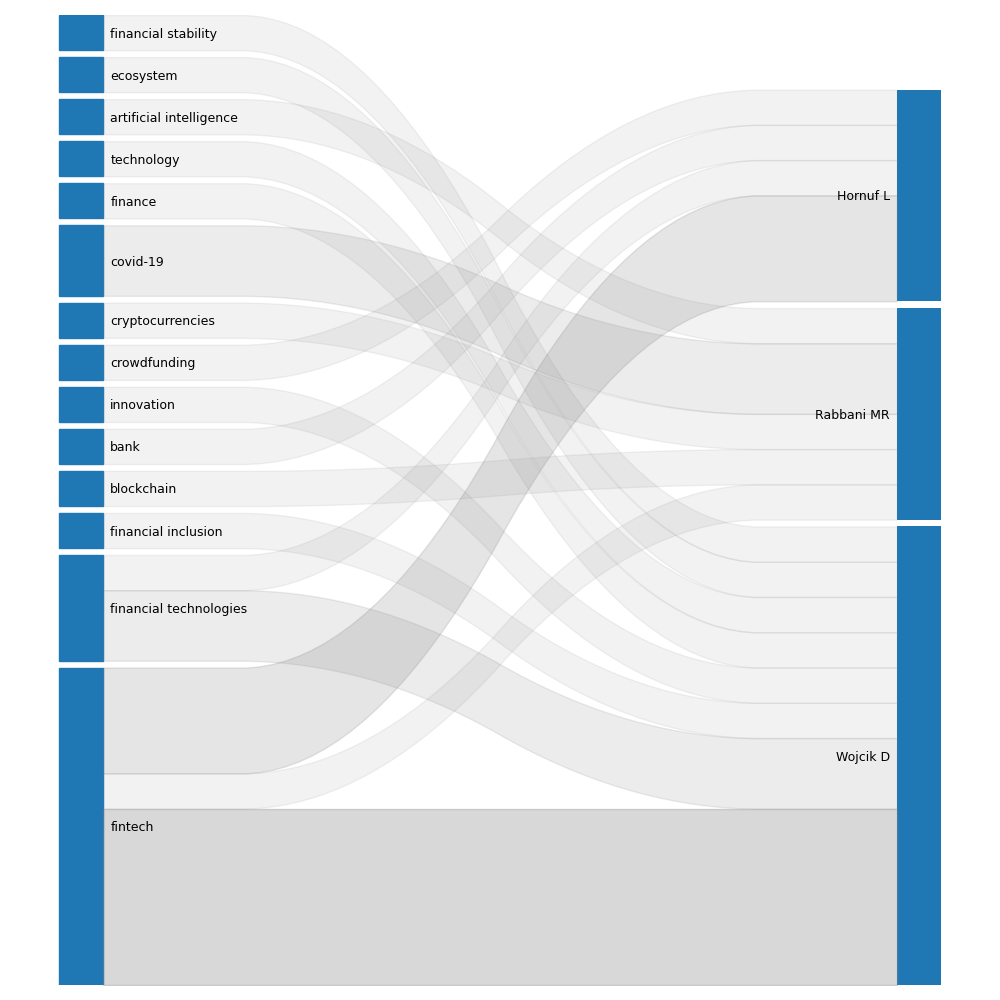 financial stability
ecosystem
artificial intelligence
technology
finance
covid-19
cryptocurrencies
crowdfunding
innovation
bank
blockchain
financial inclusion
financial technologies
fintech
Hornuf L
Rabbani MR
Wojcik D